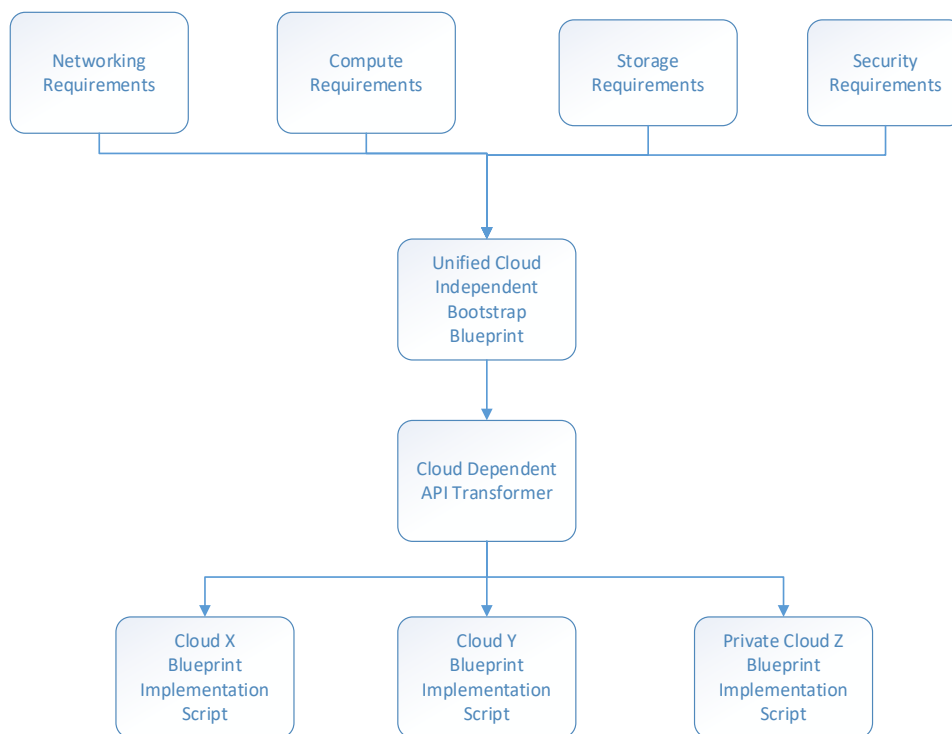 Networking
Requirements
Compute
Requirements
Storage
Requirements
Security
Requirements
Unified Cloud
Independent
Bootstrap
Blueprint
Cloud Dependent
API Transformer
Cloud X
Blueprint
Implementation
Script
Cloud Y
Blueprint
Implementation
Script
Private Cloud Z
Blueprint
Implementation
Script